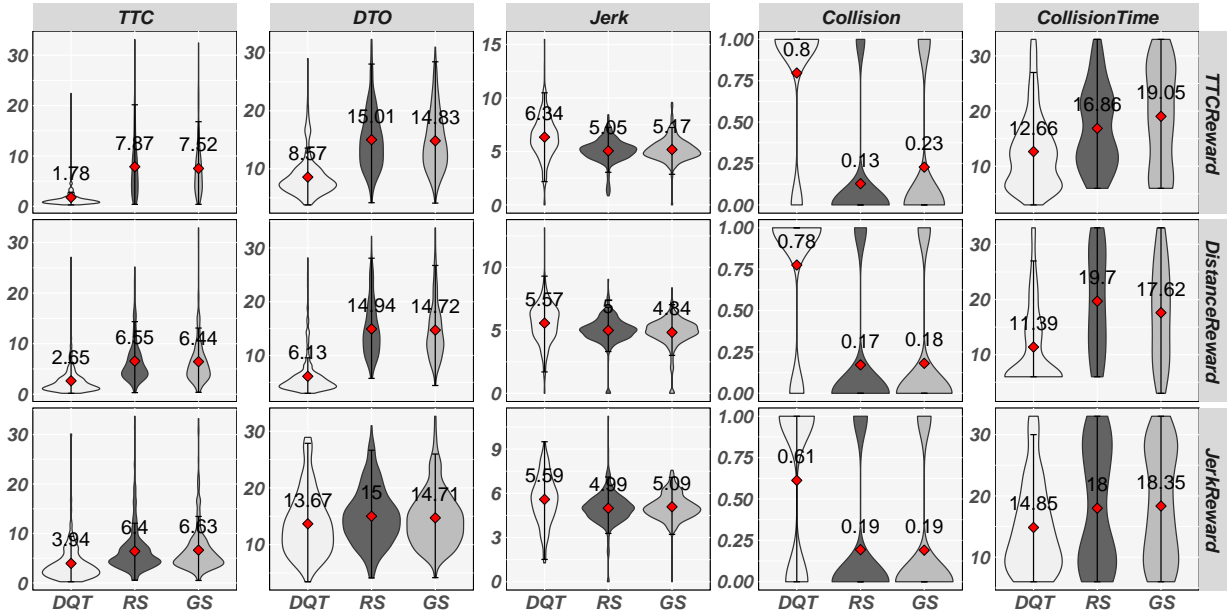 TTC DTO Jerk Collision CollisionTime
30 20 10 0
1.78 7.87 7.52
30 20 10
8.57 15.01 14.83
15 10 5 0
6.34 5.05 5.17
1.00 0.75 0.50 0.25 0.00
0.8 0.13 0.23
30 20 10
12.66 16.86 19.05
TTCReward
30 20 10 0
2.65 6.55 6.44
30 20 10
6.13 14.94 14.72
10 5 0
5.57 5 4.84
1.00 0.75 0.50 0.25 0.00
0.78 0.17 0.18
30 20 10
11.39 19.7 17.62
DistanceReward
30 20 10 0
3.94 6.4 6.63
30 20 10
13.67 15 14.71
9 6 3 0
5.59 4.99 5.09
1.00 0.75 0.50 0.25 0.00
0.61 0.19 0.19
30 20 10
14.85 18 18.35
JerkReward
DQT RS GS DQT RS GS DQT RS GS DQT RS GS DQT RS GS